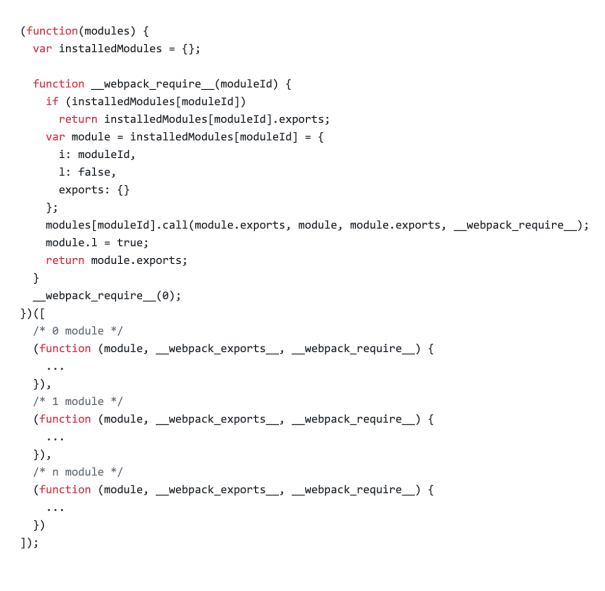 (function(modules) {
  var installedModules = {};

  function __webpack_require__(moduleId) {
    if (installedModules[moduleId])
      return installedModules[moduleId].exports;
    var module = installedModules[moduleId] = {
      i: moduleId,
      l: false,
      exports: {}
    };
    modules[moduleId].call(module.exports, module, module.exports, __webpack_require__);
    module.l = true;
    return module.exports;
  }
  __webpack_require__(0);
})([
  /* 0 module */
  (function (module, __webpack_exports__, __webpack_require__) {
    ...
  }),
  /* 1 module */
  (function (module, __webpack_exports__, __webpack_require__) {
    ...
  }),
  /* n module */
  (function (module, __webpack_exports__, __webpack_require__) {
    ...
  })
]);